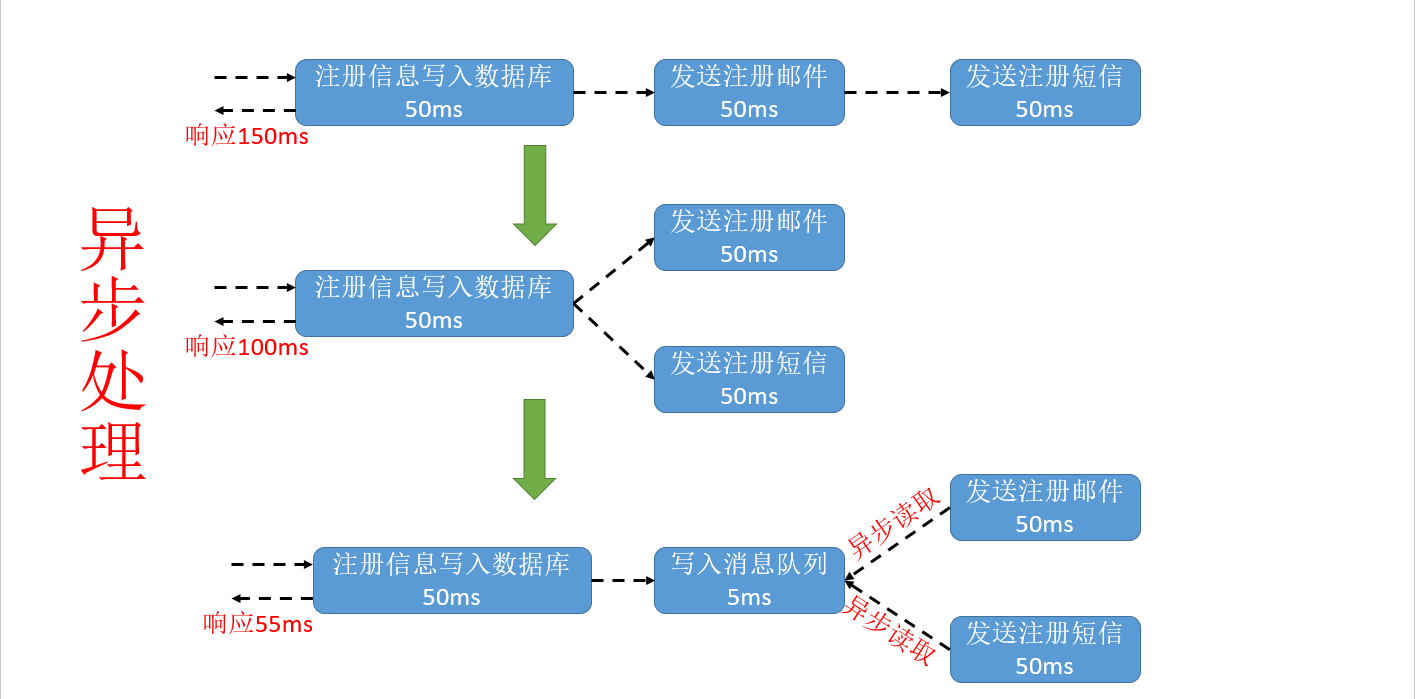 注册信息写入数据库
50ms
发送注册邮件
50ms
发送注册短信
50ms
响应150ms
异步处理
发送注册邮件
50ms
注册信息写入数据库
50ms
响应100ms
发送注册短信
50ms
发送注册邮件
50ms
异步读取
注册信息写入数据库
50ms
写入消息队列
5ms
响应55ms
异步读取
发送注册短信
50ms